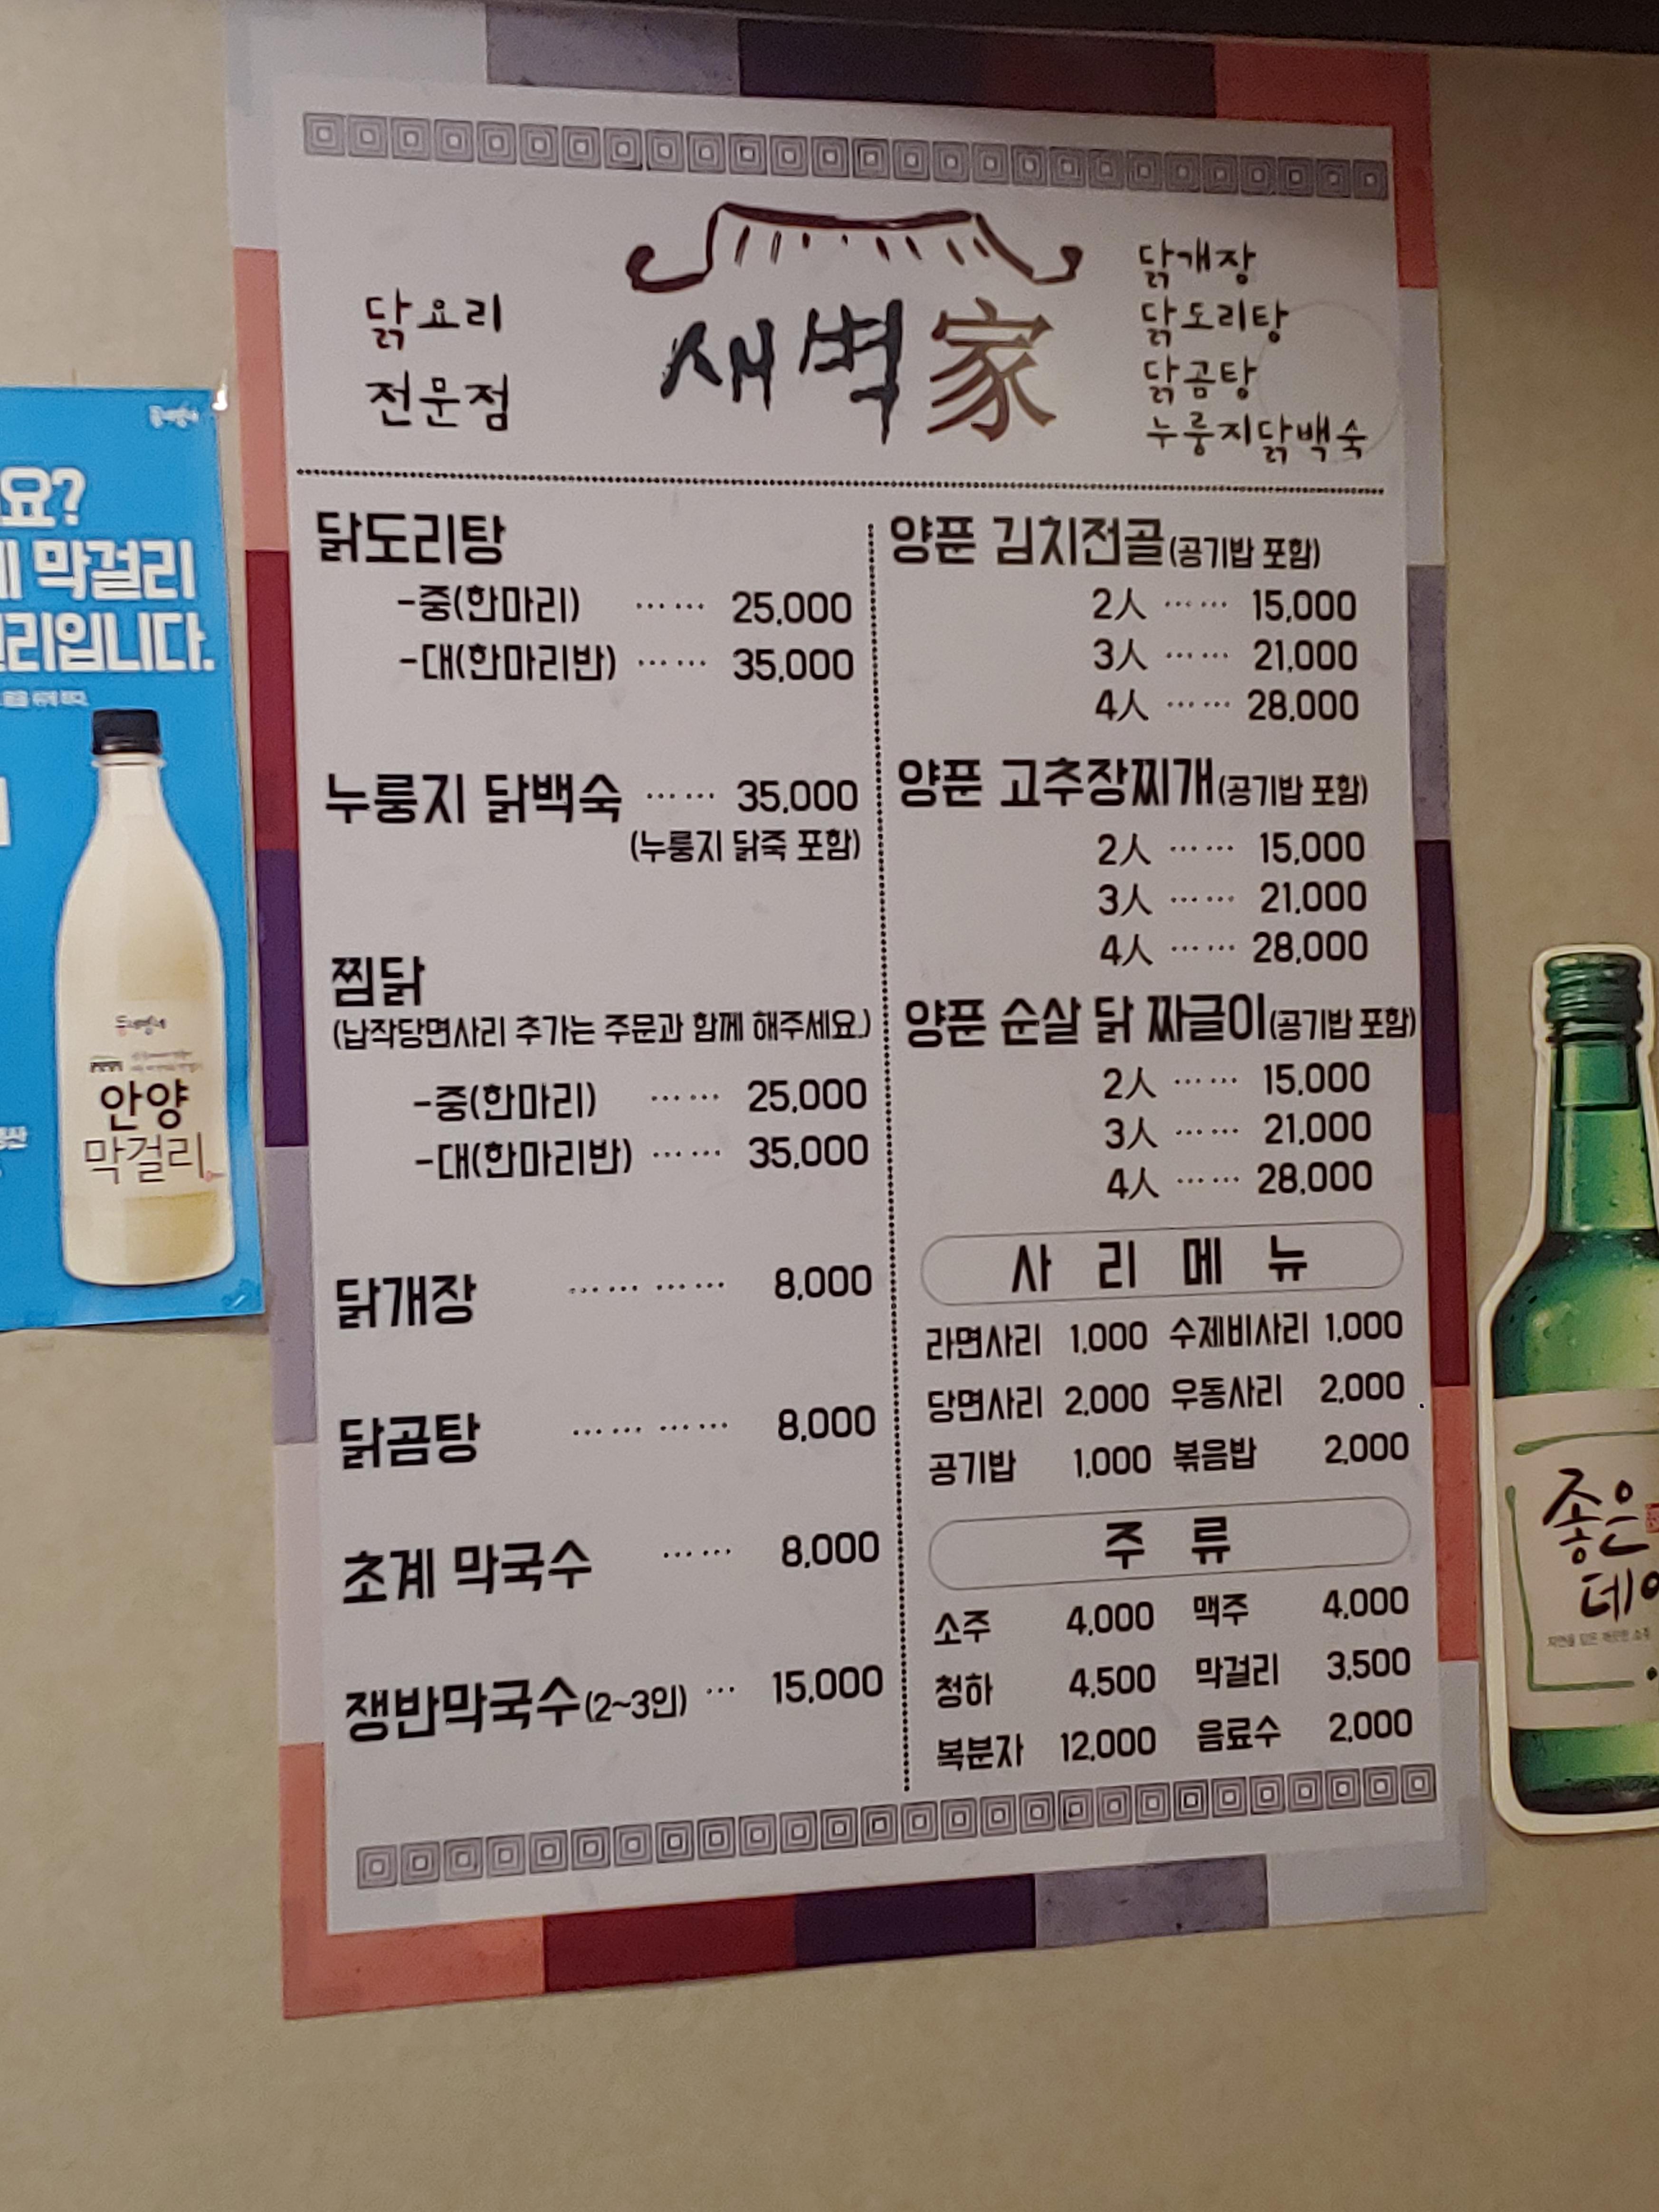 닭요리
전문점
새벽家
닭개장
닭도리탕
닭곰탕
누룽지닭백숙
닭도리탕
-중(한마리) …… 25,000
-대(한마리반) …… 35,000
누룽지 닭백숙 …… 35,000
(누룽지 닭죽 포함)
찜닭
(납작당면사리 추가는 주문과 함께 해주세요.)
-중(한마리) …… 25,000
-대(한마리반) …… 35,000
닭개장 …… …… 8,000
닭곰탕 …… …… 8,000
초계 막국수 …… 8,000
쟁반막국수(2~3인) … 15,000
양푼 김치전골(공기밥 포함)
2人 …… 15,000
3人 …… 21,000
4人 …… 28,000
양푼 고추장찌개(공기밥 포함)
2人 …… 15,000
3人 …… 21,000
4人 …… 28,000
양푼 순살 닭 짜글이(공기밥 포함)
2人 …… 15,000
3人 …… 21,000
4人 …… 28,000
사 리 메 뉴
라면사리 1,000 수제비사리 1,000
당면사리 2,000 우동사리 2,000
공기밥 1,000 볶음밥 2,000
주 류
소주 4,000 맥주 4,000
청하 4,500 막걸리 3,500
복분자 12,000 음료수 2,000
요?
막걸리
리입니다.
안양
막걸리
좋은
데이